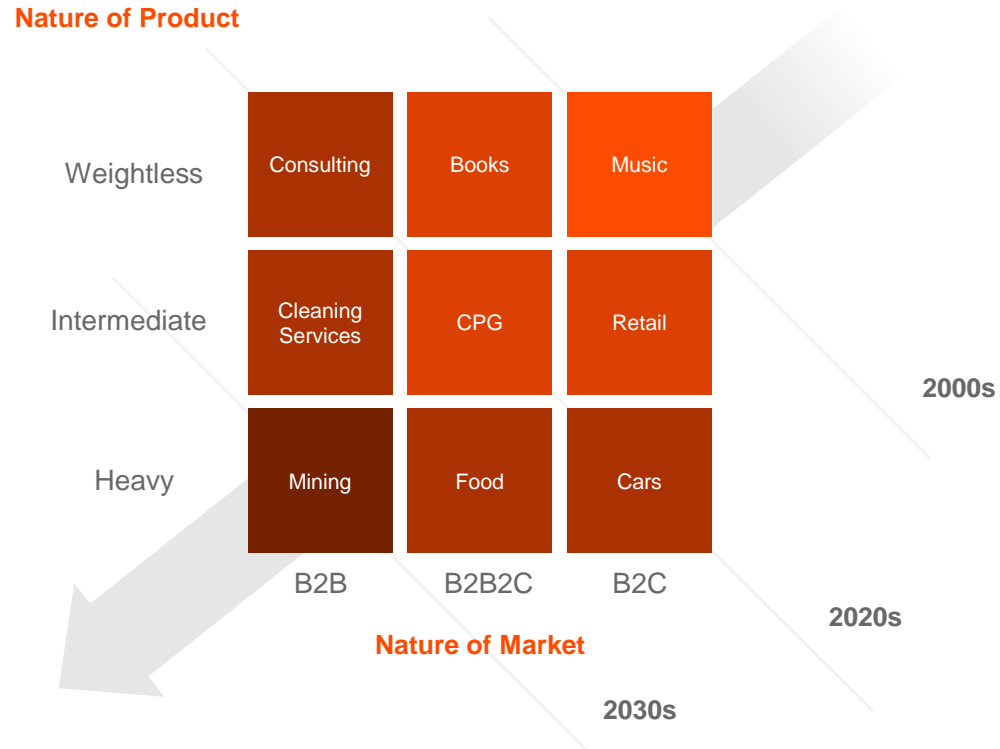 Nature of Product
Weightless
Consulting
Books
Music
Intermediate
Cleaning
Services
CPG
Retail
2000s
Heavy
Mining
Food
Cars
B2B
B2B2C
B2C
2020s
Nature of Market
2030s